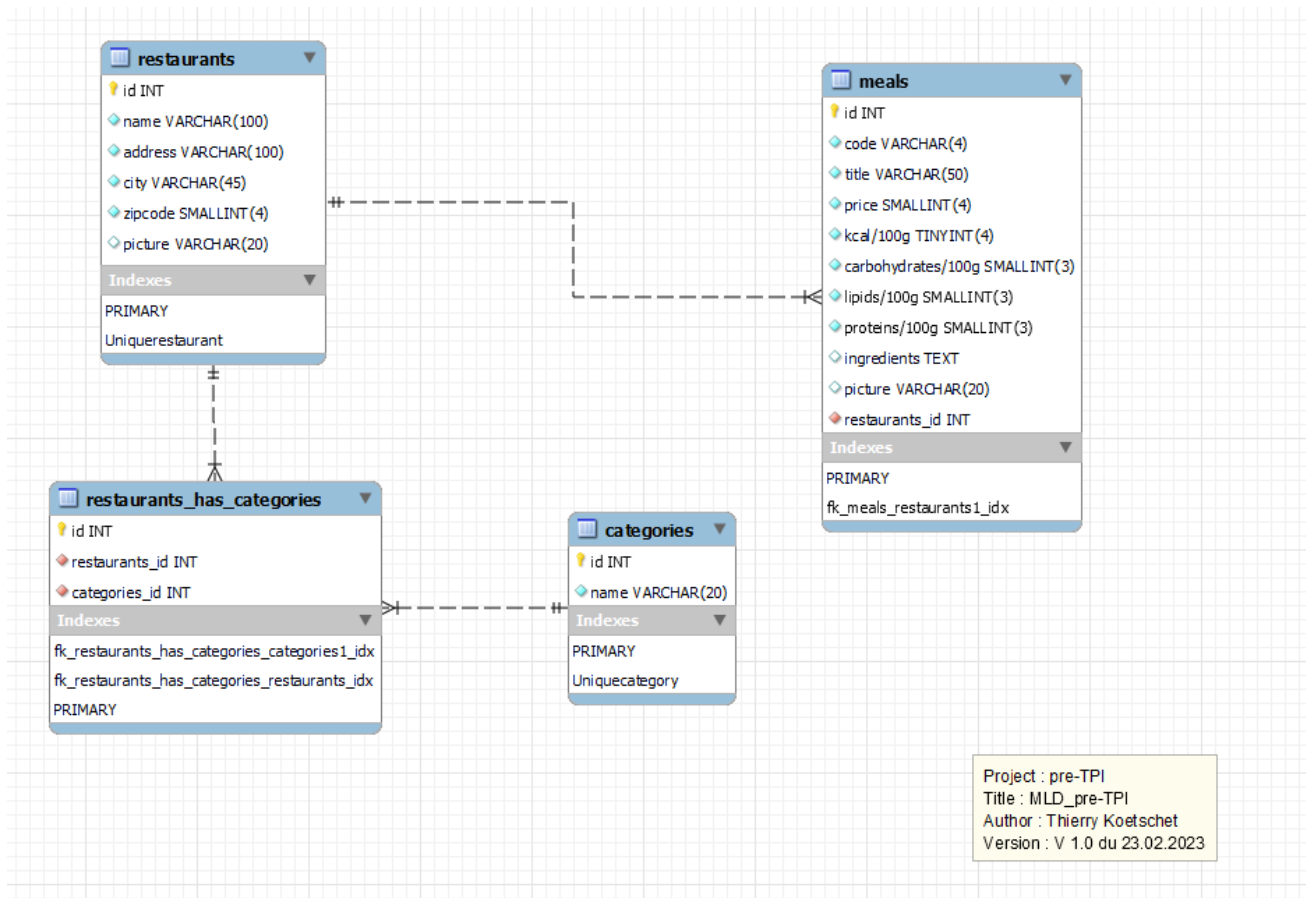 restaurants
id INT
name VARCHAR(100)
address VARCHAR(100)
city VARCHAR(45)
zipcode SMALLINT(4)
picture VARCHAR(20)
Indexes
PRIMARY
Uniquerestaurant
meals
id INT
code VARCHAR(4)
title VARCHAR(50)
price SMALLINT(4)
kcal/100g TINYINT(4)
carbohydrates/100g SMALLINT(3)
lipids/100g SMALLINT(3)
proteins/100g SMALLINT(3)
ingredients TEXT
picture VARCHAR(20)
restaurants_id INT
Indexes
PRIMARY
fk_meals_restaurants1_idx
restaurants_has_categories
id INT
restaurants_id INT
categories_id INT
Indexes
fk_restaurants_has_categories_categories1_idx
fk_restaurants_has_categories_restaurants_idx
PRIMARY
categories
id INT
name VARCHAR(20)
Indexes
PRIMARY
Uniquecategory
Project : pre-TPI
Title : MLD_pre-TPI
Author : Thierry Koetschet
Version : V 1.0 du 23.02.2023